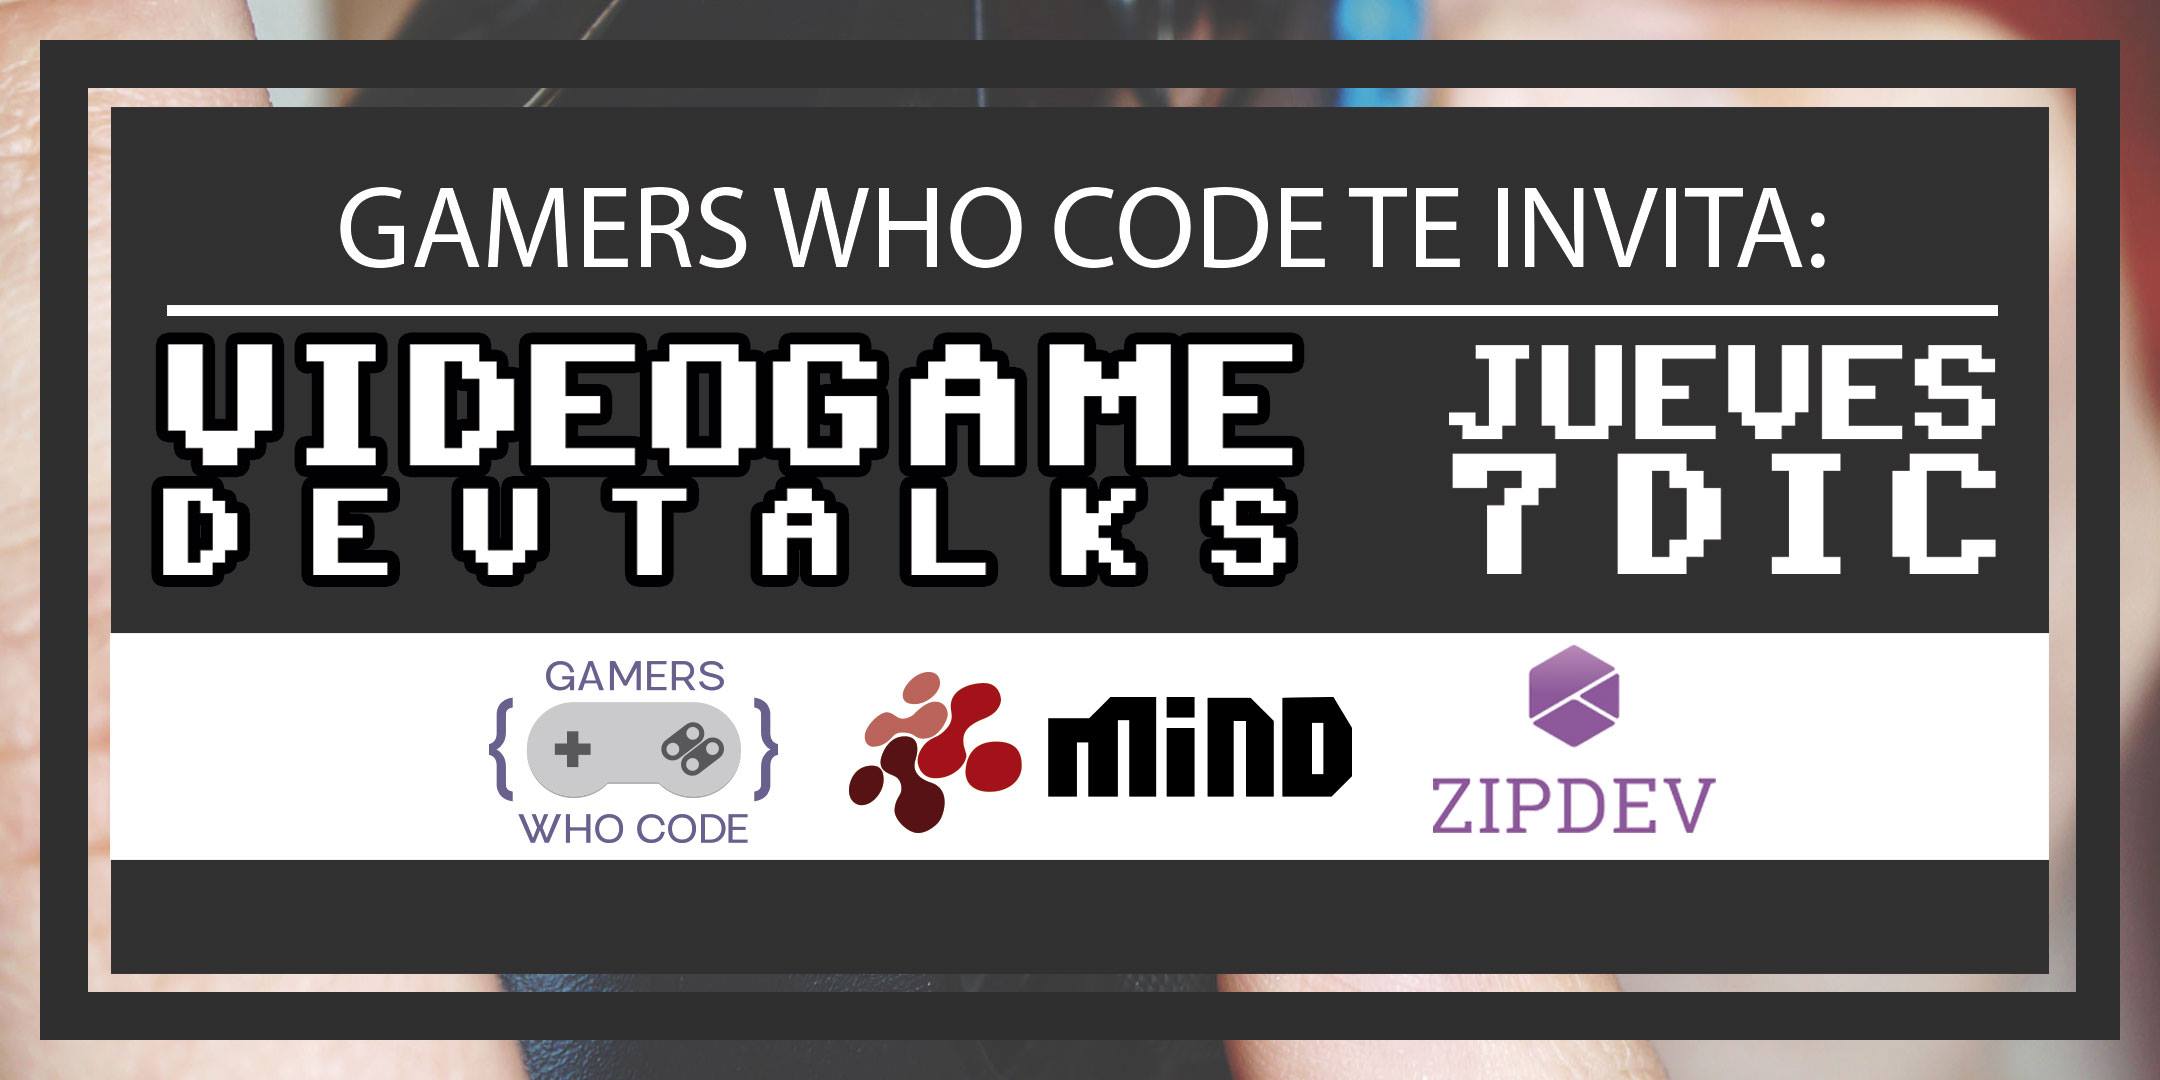 GAMERS WHO CODE TE INVITA:
VIDEOGAME
DEVTALKS
JUEVES
7 DIC
GAMERS
{ }
WHO CODE
MIND
ZIPDEV